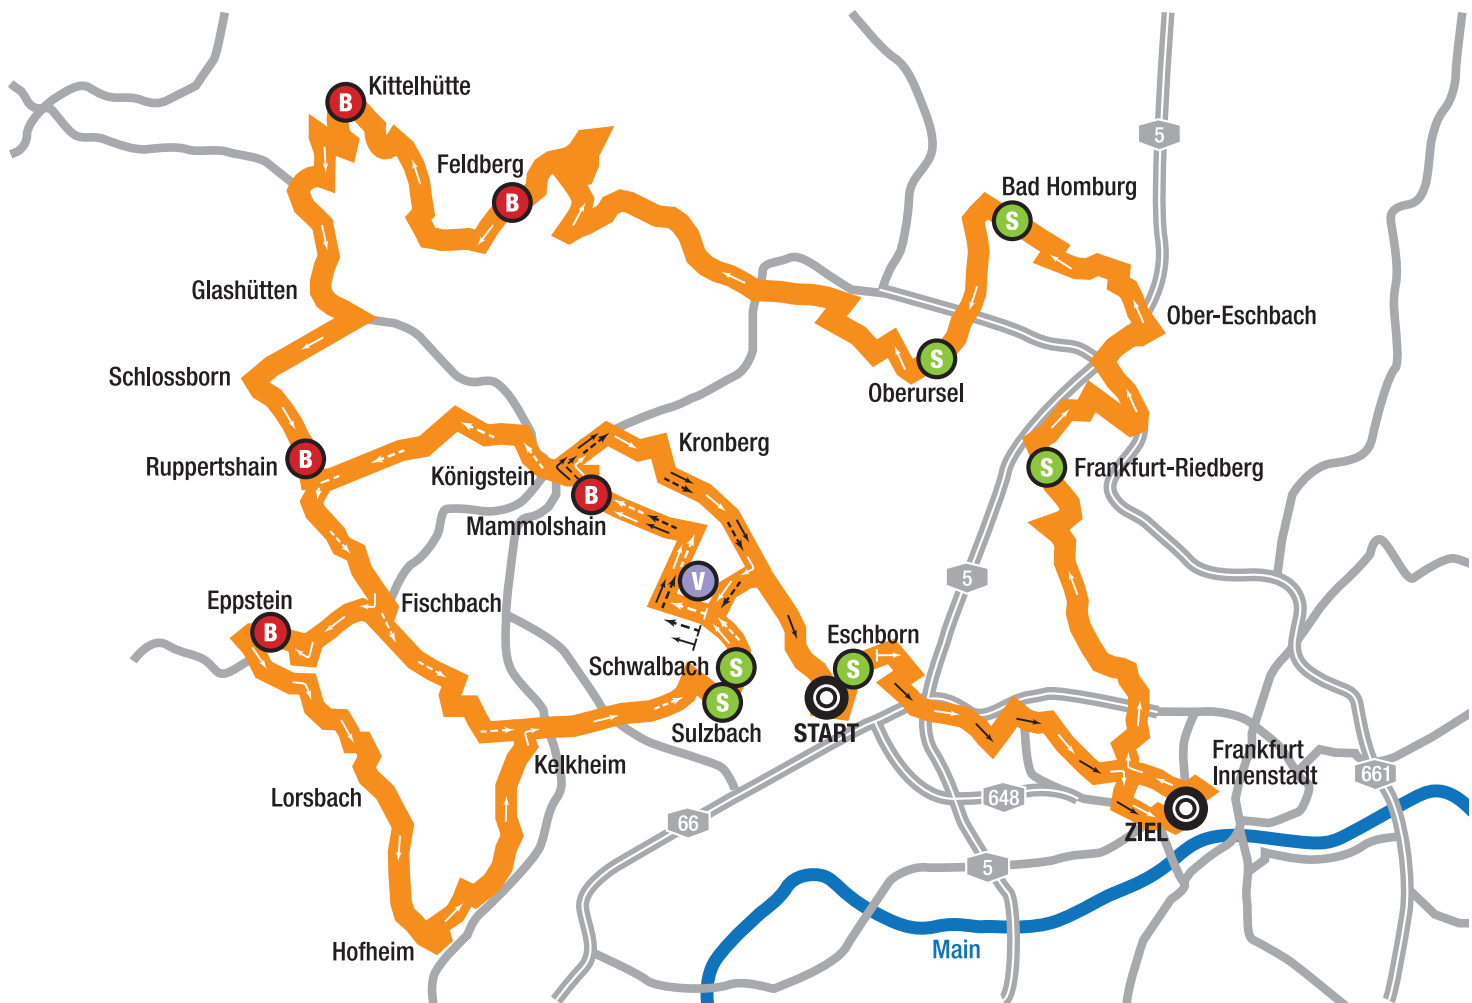 Kittelhütte
B
5
Feldberg
B
Bad Homburg
S
Glashütten
Ober-Eschbach
S
Schlossborn
Oberursel
Kronberg
B
Ruppertshain
Königstein
S
Frankfurt-Riedberg
B
Mammolshain
V
5
Eppstein
Fischbach
B
Eschborn
Schwalbach
S
S
S
START
Sulzbach
Frankfurt
Innenstadt
Kelkheim
661
Lorsbach
648
66
ZIEL
5
Hofheim
Main